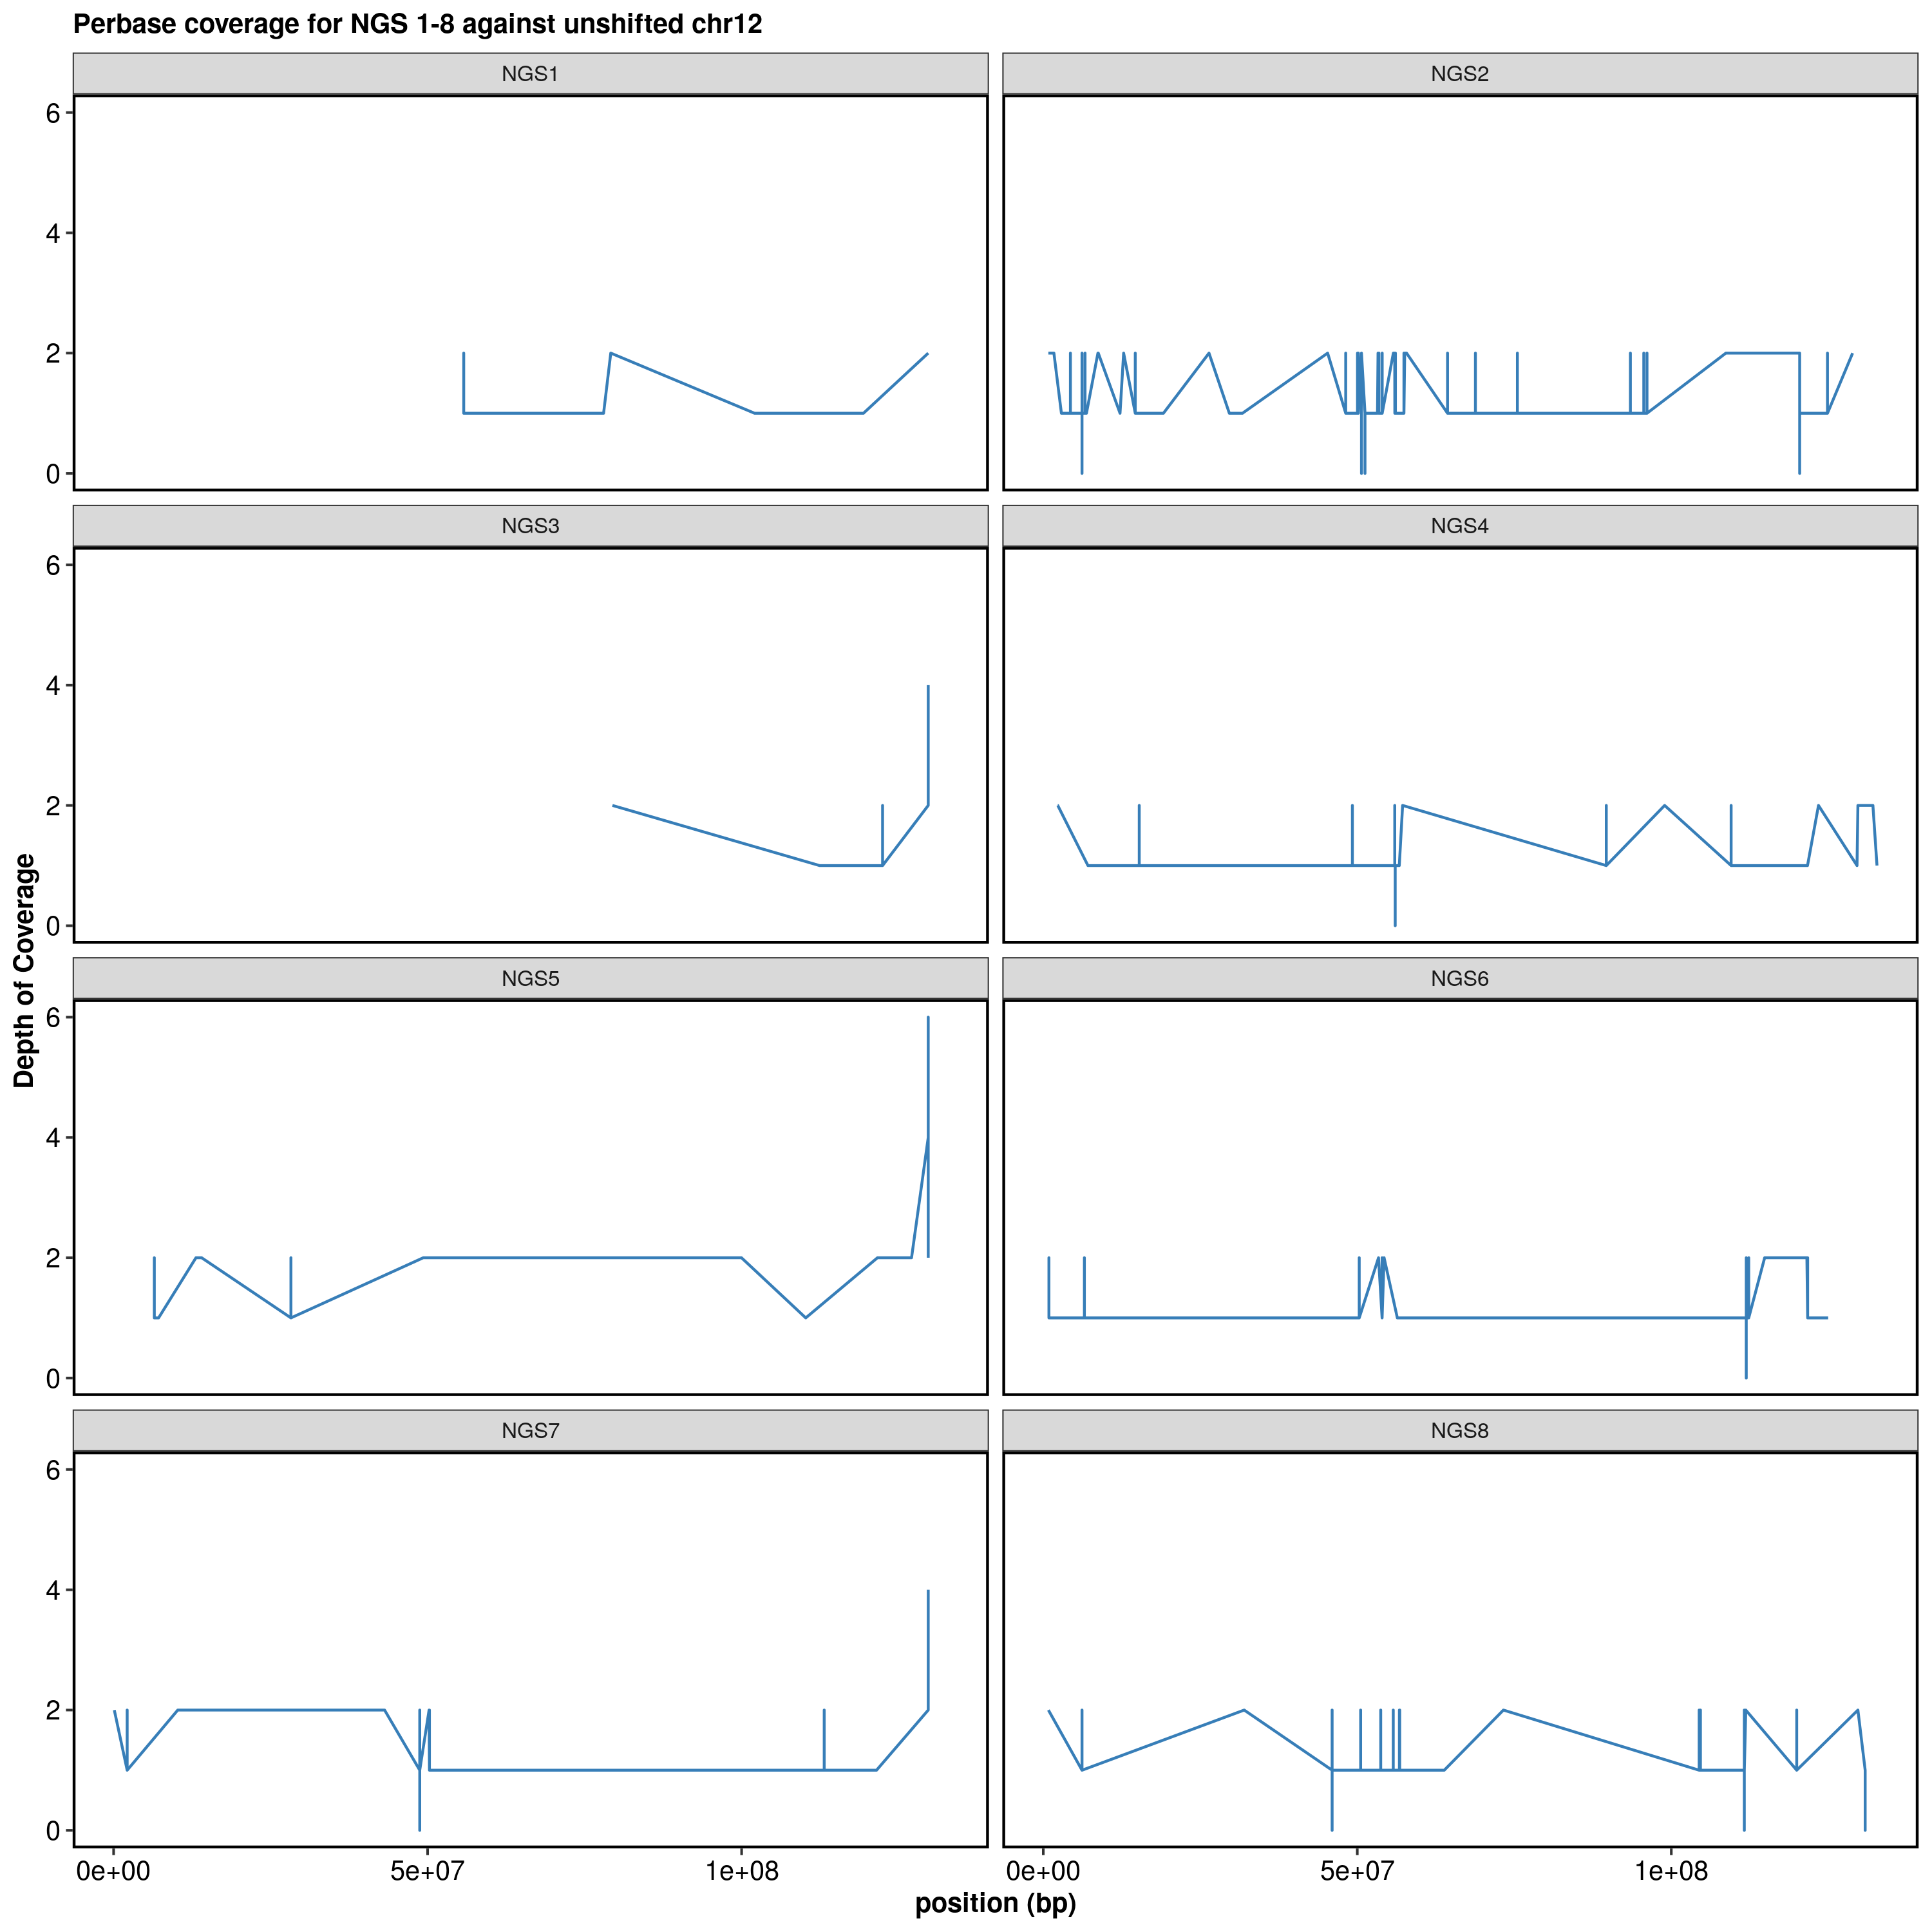 Perbase coverage for NGS 1-8 against unshifted chr12
NGS1
NGS2
6
4
2
0
NGS3
NGS4
6
4
2
0
Depth of Coverage
NGS5
NGS6
6
4
2
0
NGS7
NGS8
6
4
2
0
0e+00 5e+07 1e+08
0e+00 5e+07 1e+08
position (bp)